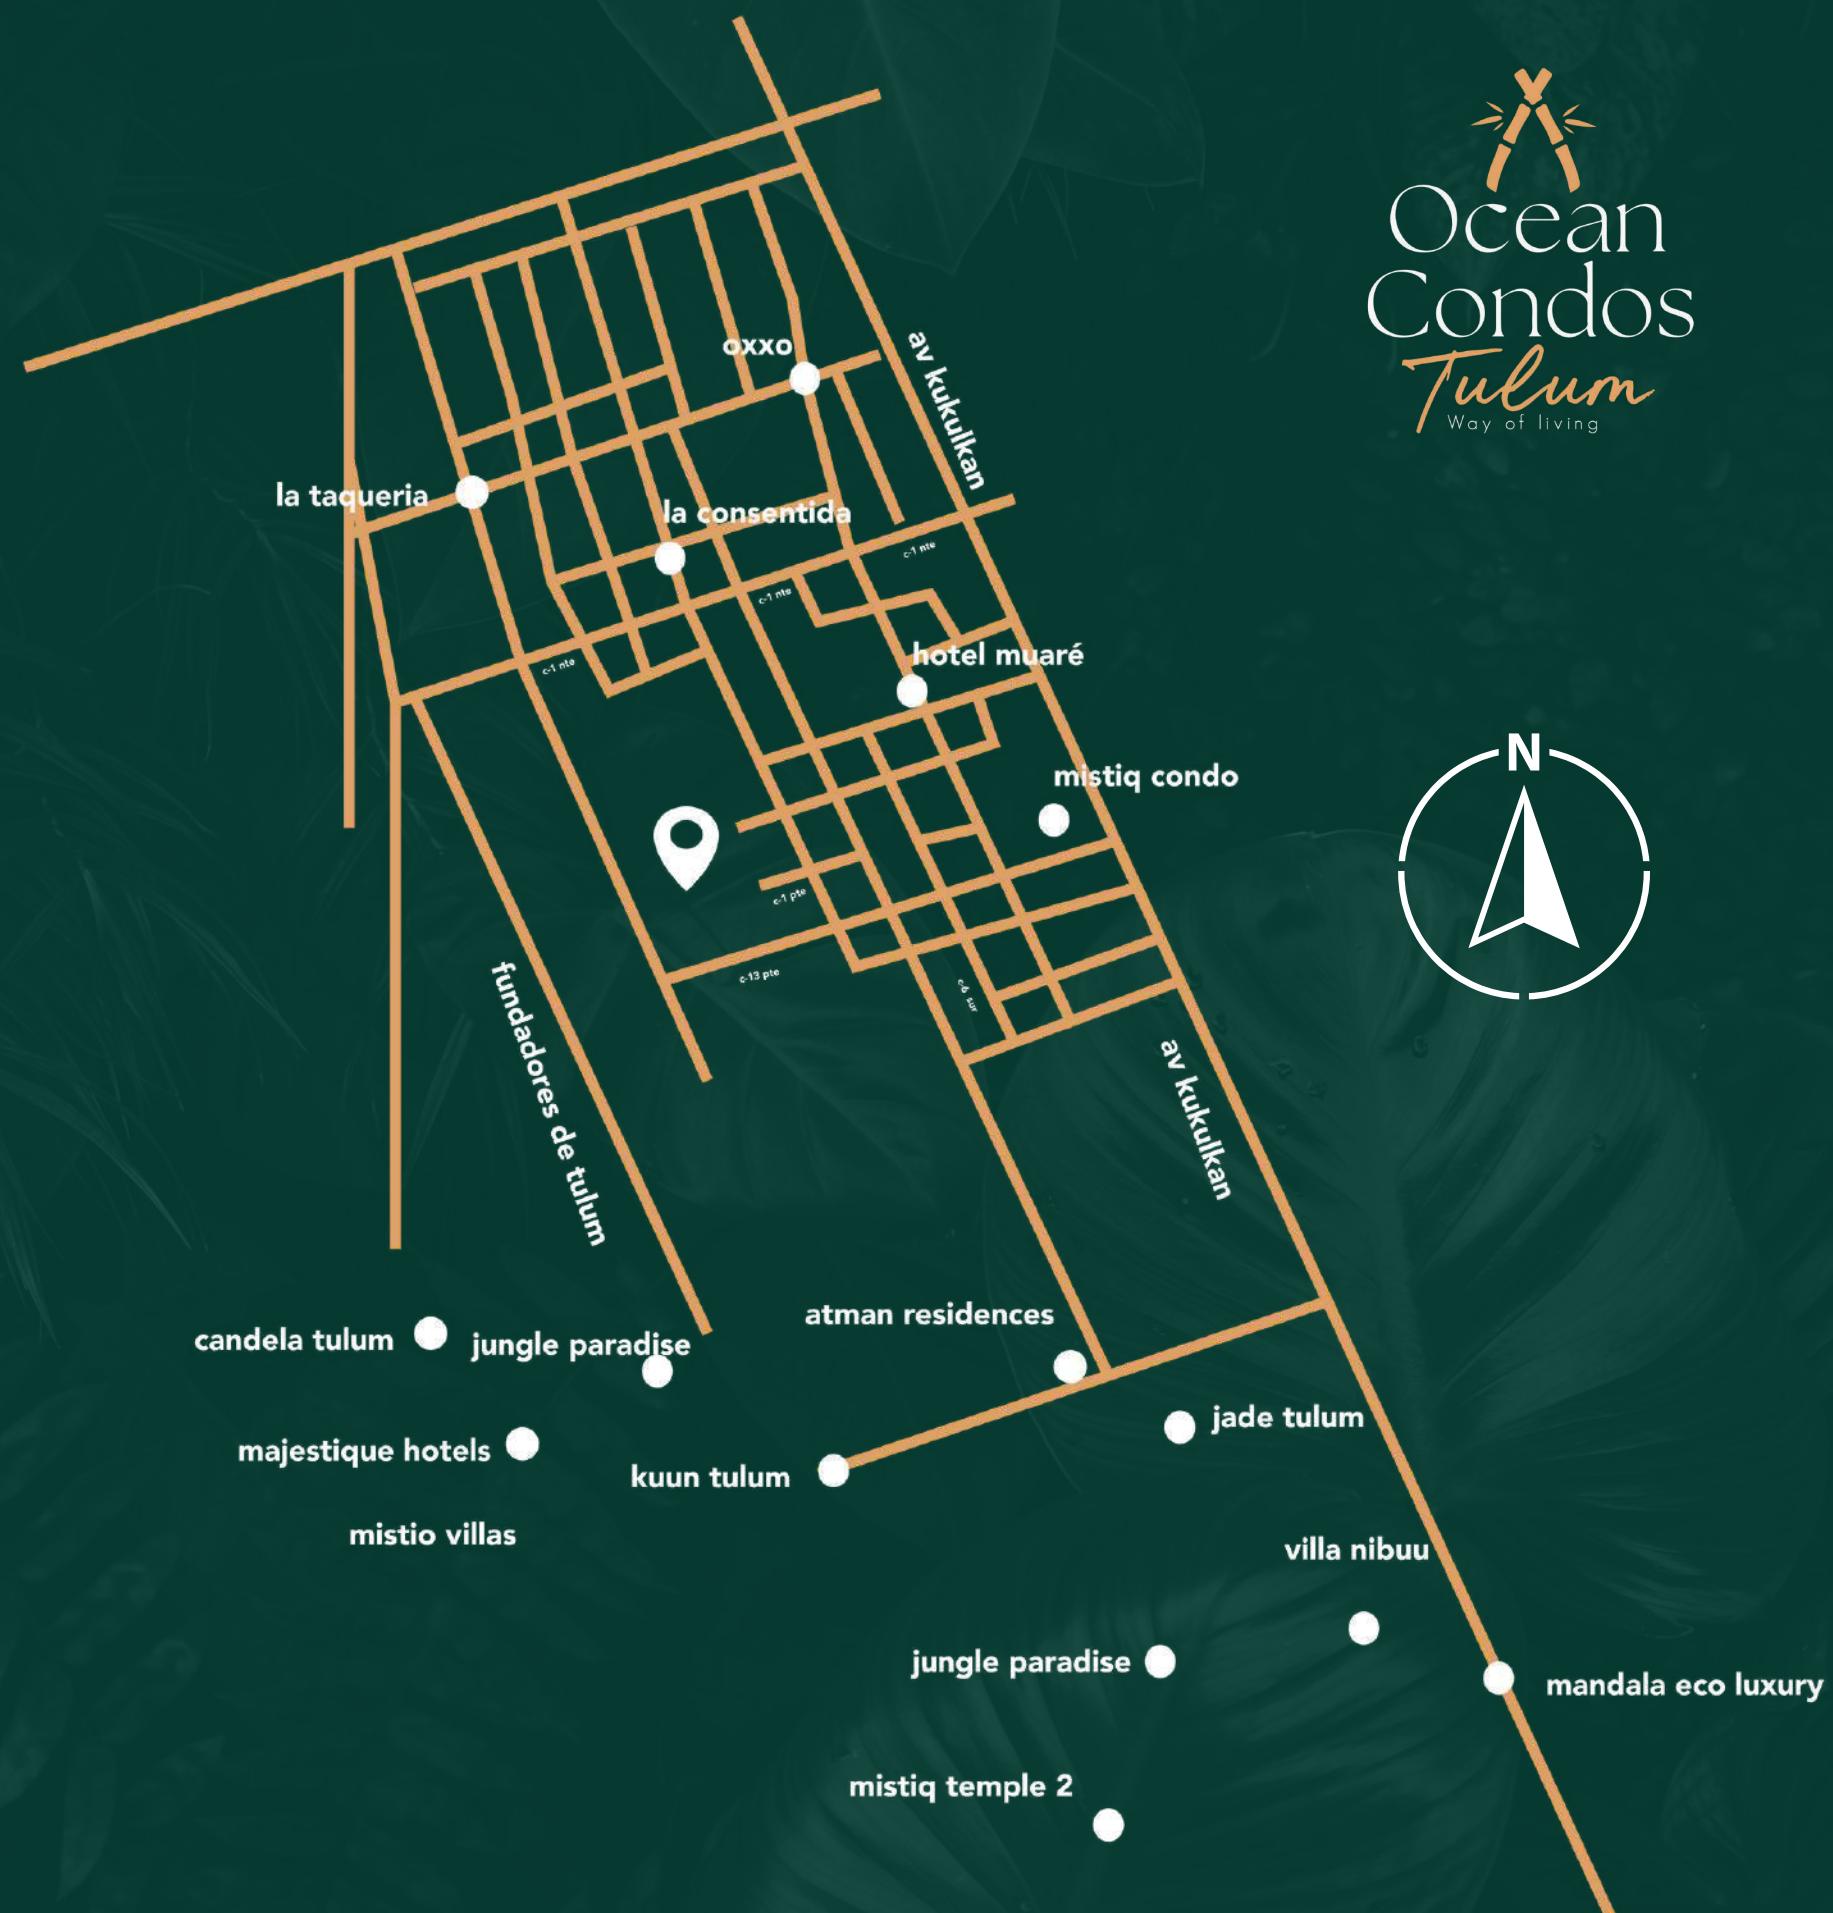 Ocean
Condos
Tulum
Way of living
oxxo
av kukulkan
la taqueria
la consentida
c-1 nte
c-1 nte
hotel muaré
c-1 nte
N
mistiq condo
c-1 pte
c-13 pte
c-6 sur
fundadores de tulum
av kukulkan
atman residences
candela tulum
jungle paradise
jade tulum
majestique hotels
kuun tulum
mistio villas
villa nibuu
jungle paradise
mandala eco luxury
mistiq temple 2